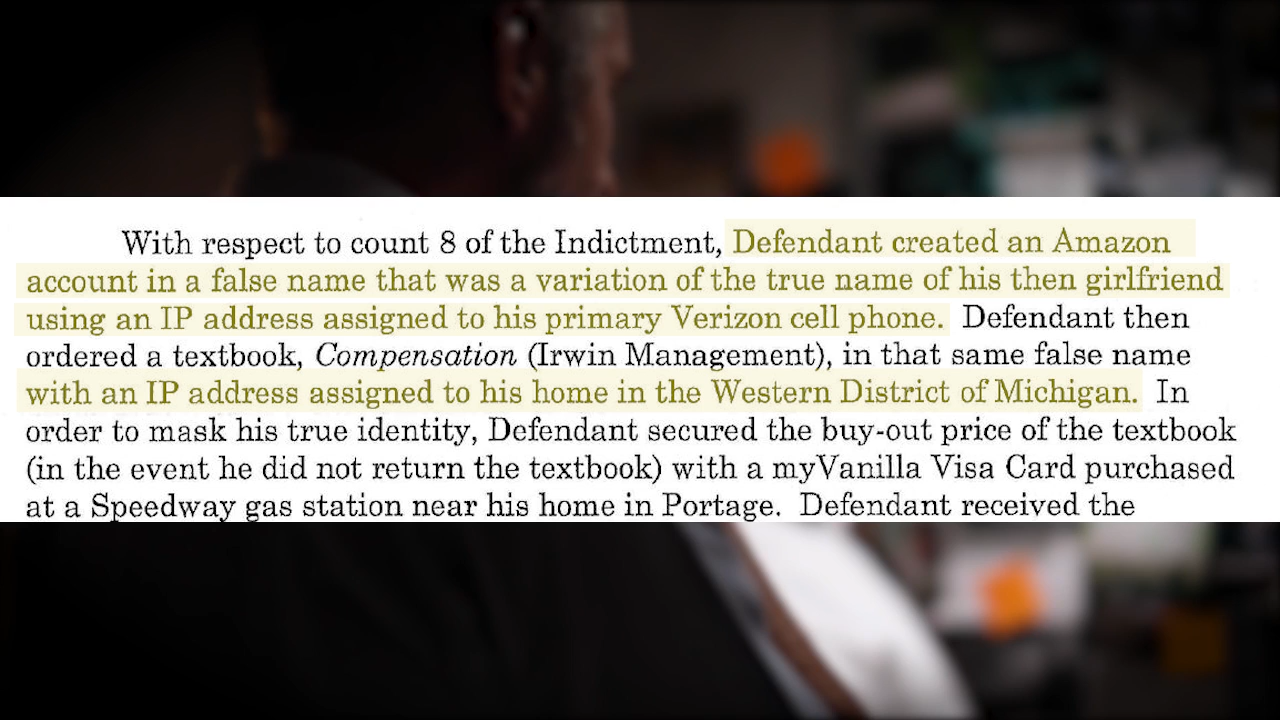 With respect to count 8 of the Indictment, Defendant created an Amazon
account in a false name that was a variation of the true name of his then girlfriend
using an IP address assigned to his primary Verizon cell phone. Defendant then
ordered a textbook, Compensation (Irwin Management), in that same false name
with an IP address assigned to his home in the Western District of Michigan. In
order to mask his true identity, Defendant secured the buy-out price of the textbook
(in the event he did not return the textbook) with a myVanilla Visa Card purchased
at a Speedway gas station near his home in Portage. Defendant received the